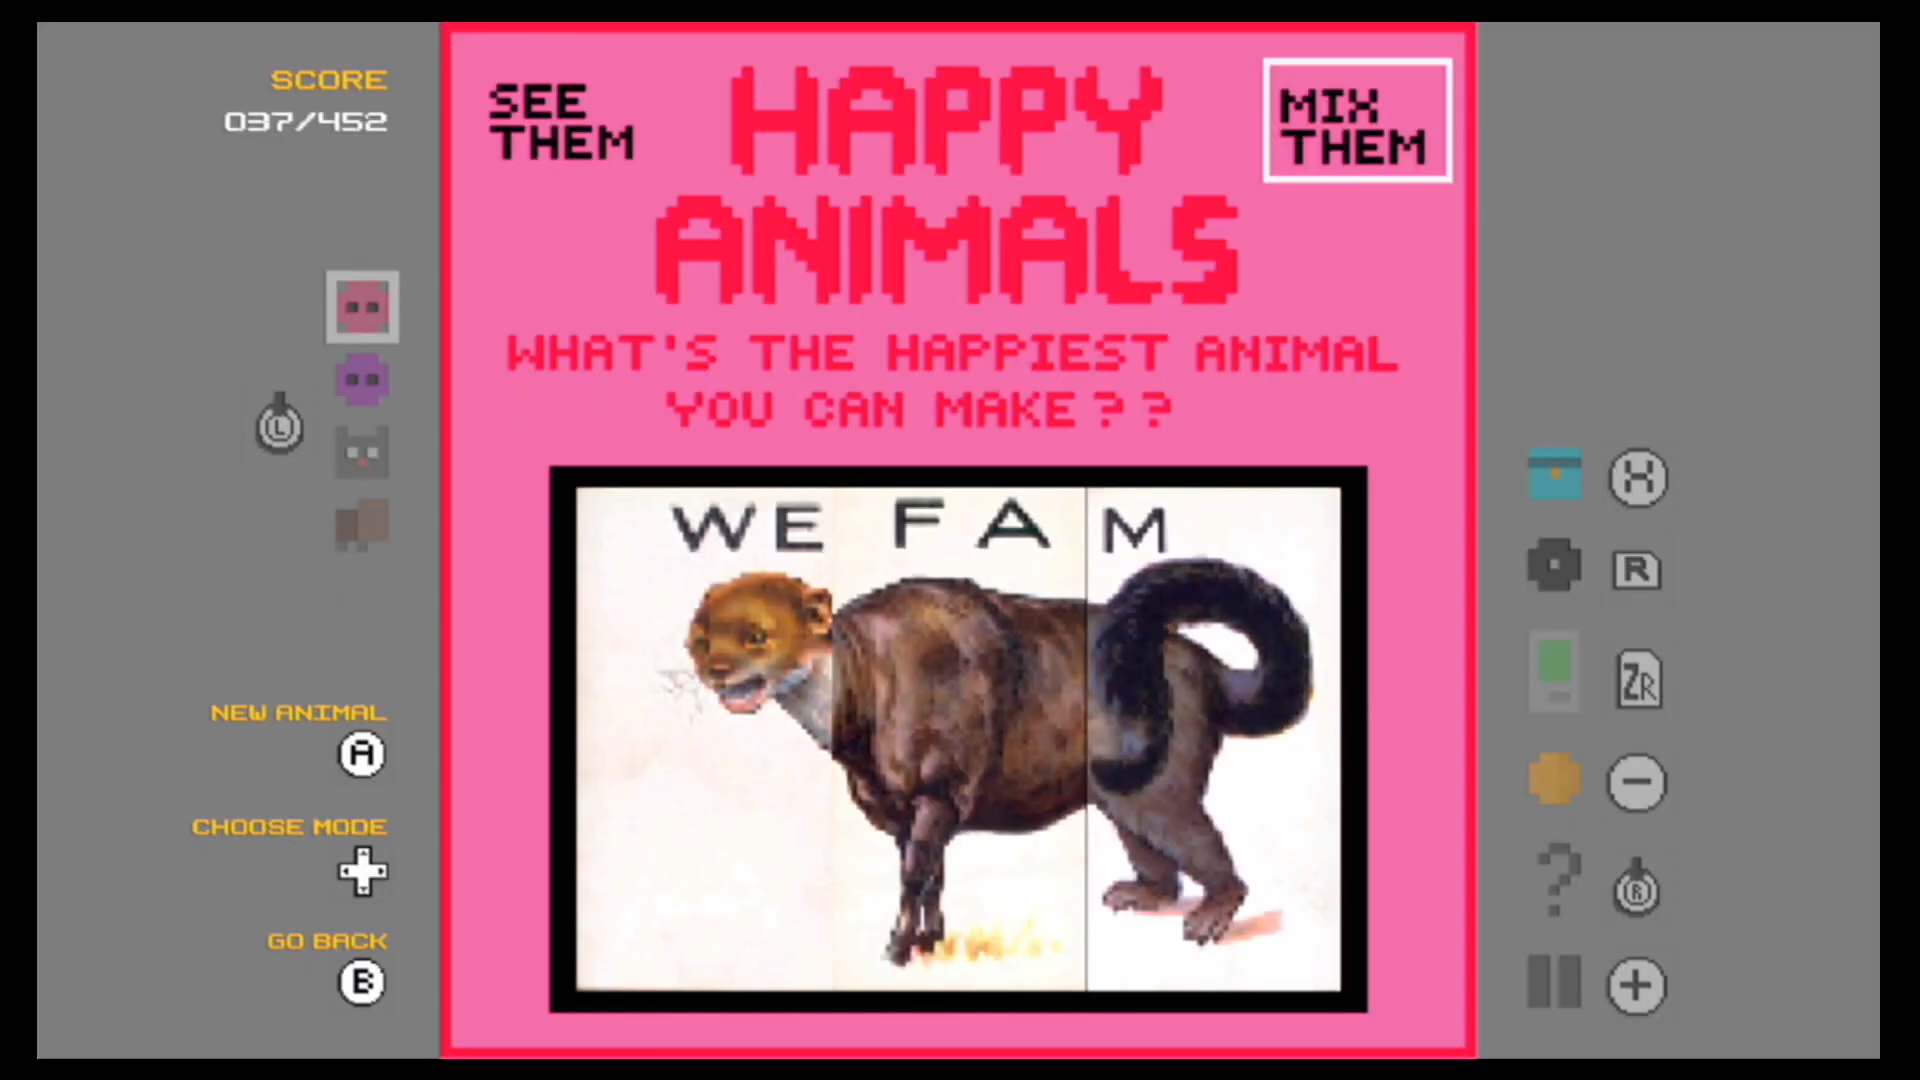 SCORE
037/452
SEE
THEM
HAPPY
ANIMALS
MIX
THEM
WHAT'S THE HAPPIEST ANIMAL
YOU CAN MAKE??
WE FA M
L
NEW ANIMAL
A
CHOOSE MODE
GO BACK
B
X
R
ZR
?
R